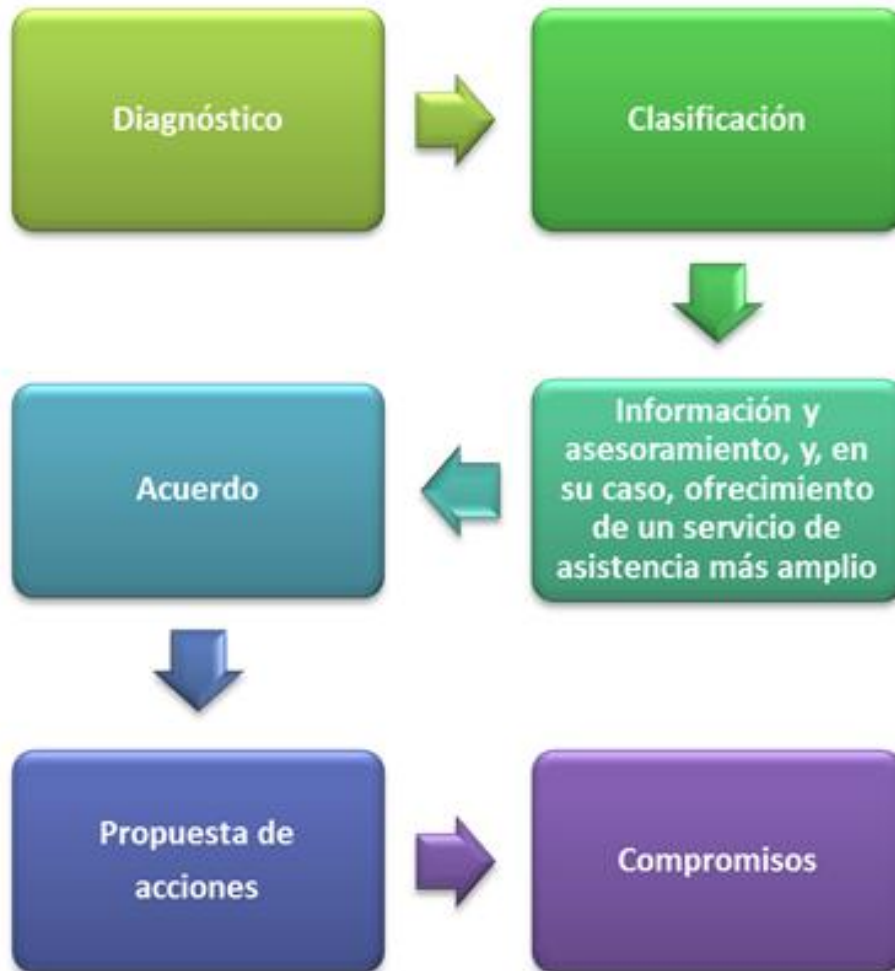 Diagnóstico
Clasificación
Información y
asesoramiento, y, en
su caso, ofrecimiento
de un servicio de
asistencia más amplio
Acuerdo
Propuesta de
acciones
Compromisos